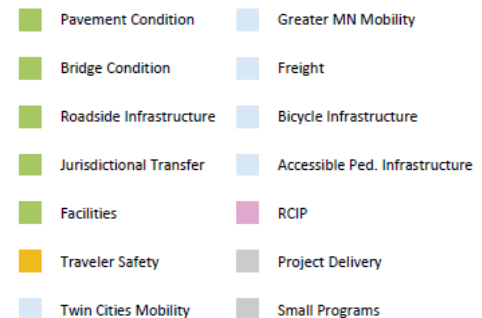 Pavement Condition
Greater MN Mobility
Bridge Condition
Freight
Roadside Infrastructure
Bicycle Infrastructure
Jurisdictional Transfer
Accessible Ped. Infrastructure
Facilities
RCIP
Traveler Safety
Project Delivery
Twin Cities Mobility
Small Programs